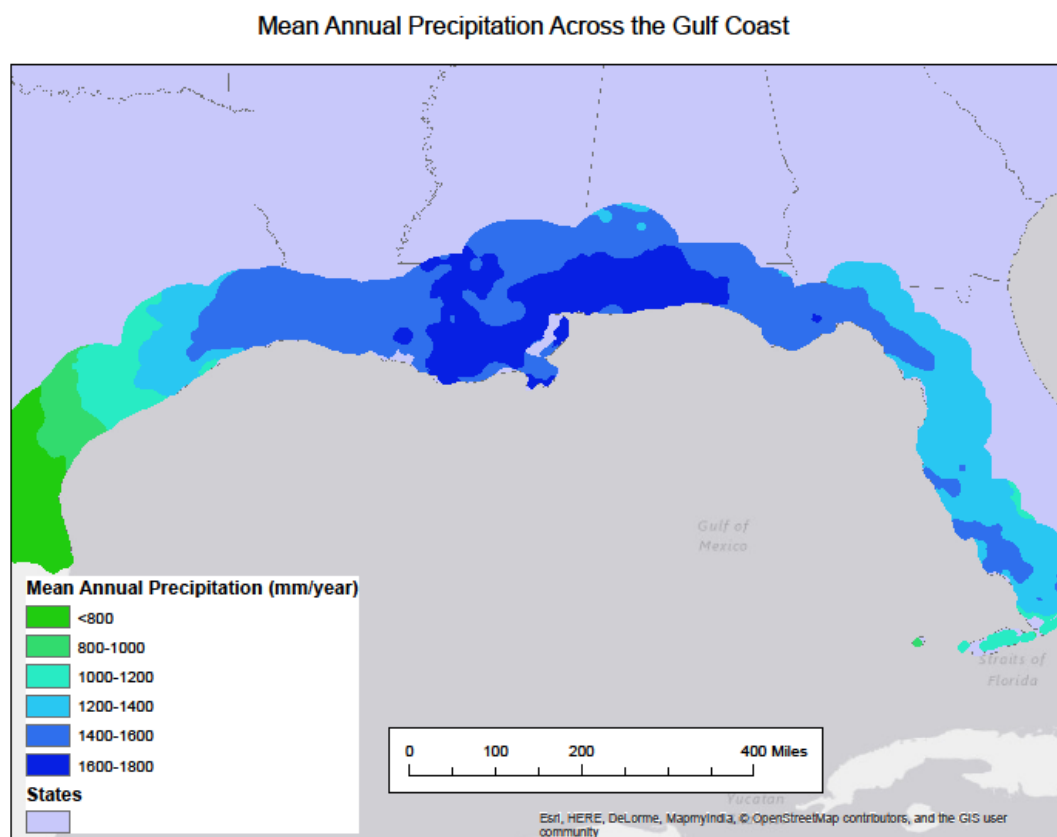 Mean Annual Precipitation Across the Gulf Coast
Gulf of
Mexico
Mean Annual Precipitation (mm/year)
<800
800-1000
1000-1200
1200-1400
1400-1600
1600-1800
States
Straits of
Florida
0 100 200 400 Miles
Yucatan
Esri, HERE, DeLorme, MapmyIndia, © OpenStreetMap contributors, and the GIS user
community